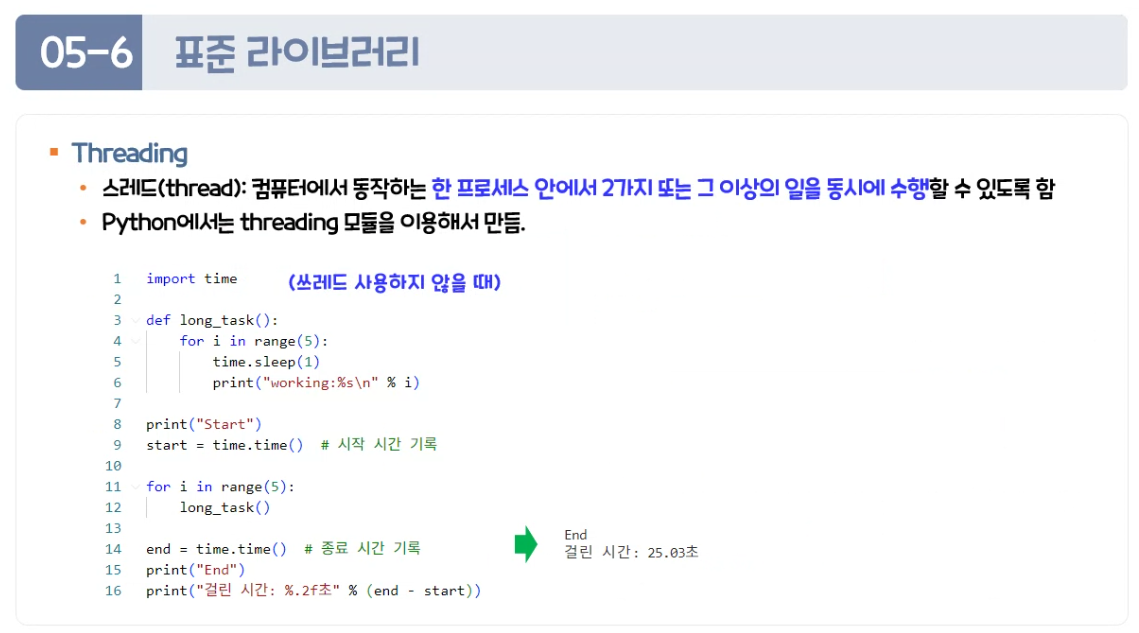 05-6 표준 라이브러리
▪ Threading
• 스레드(thread): 컴퓨터에서 동작하는 한 프로세스 안에서 2가지 또는 그 이상의 일을 동시에 수행할 수 있도록 함
• Python에서는 threading 모듈을 이용해서 만듬.
1 import time (쓰레드 사용하지 않을 때)
2
3 def long_task():
4     for i in range(5):
5         time.sleep(1)
6         print("working:%s\n" % i)
7
8 print("Start")
9 start = time.time()  # 시작 시간 기록
10
11 for i in range(5):
12     long_task()
13
14 end = time.time()  # 종료 시간 기록
15 print("End")
16 print("걸린 시간: %.2f초" % (end - start))
End
걸린 시간: 25.03초